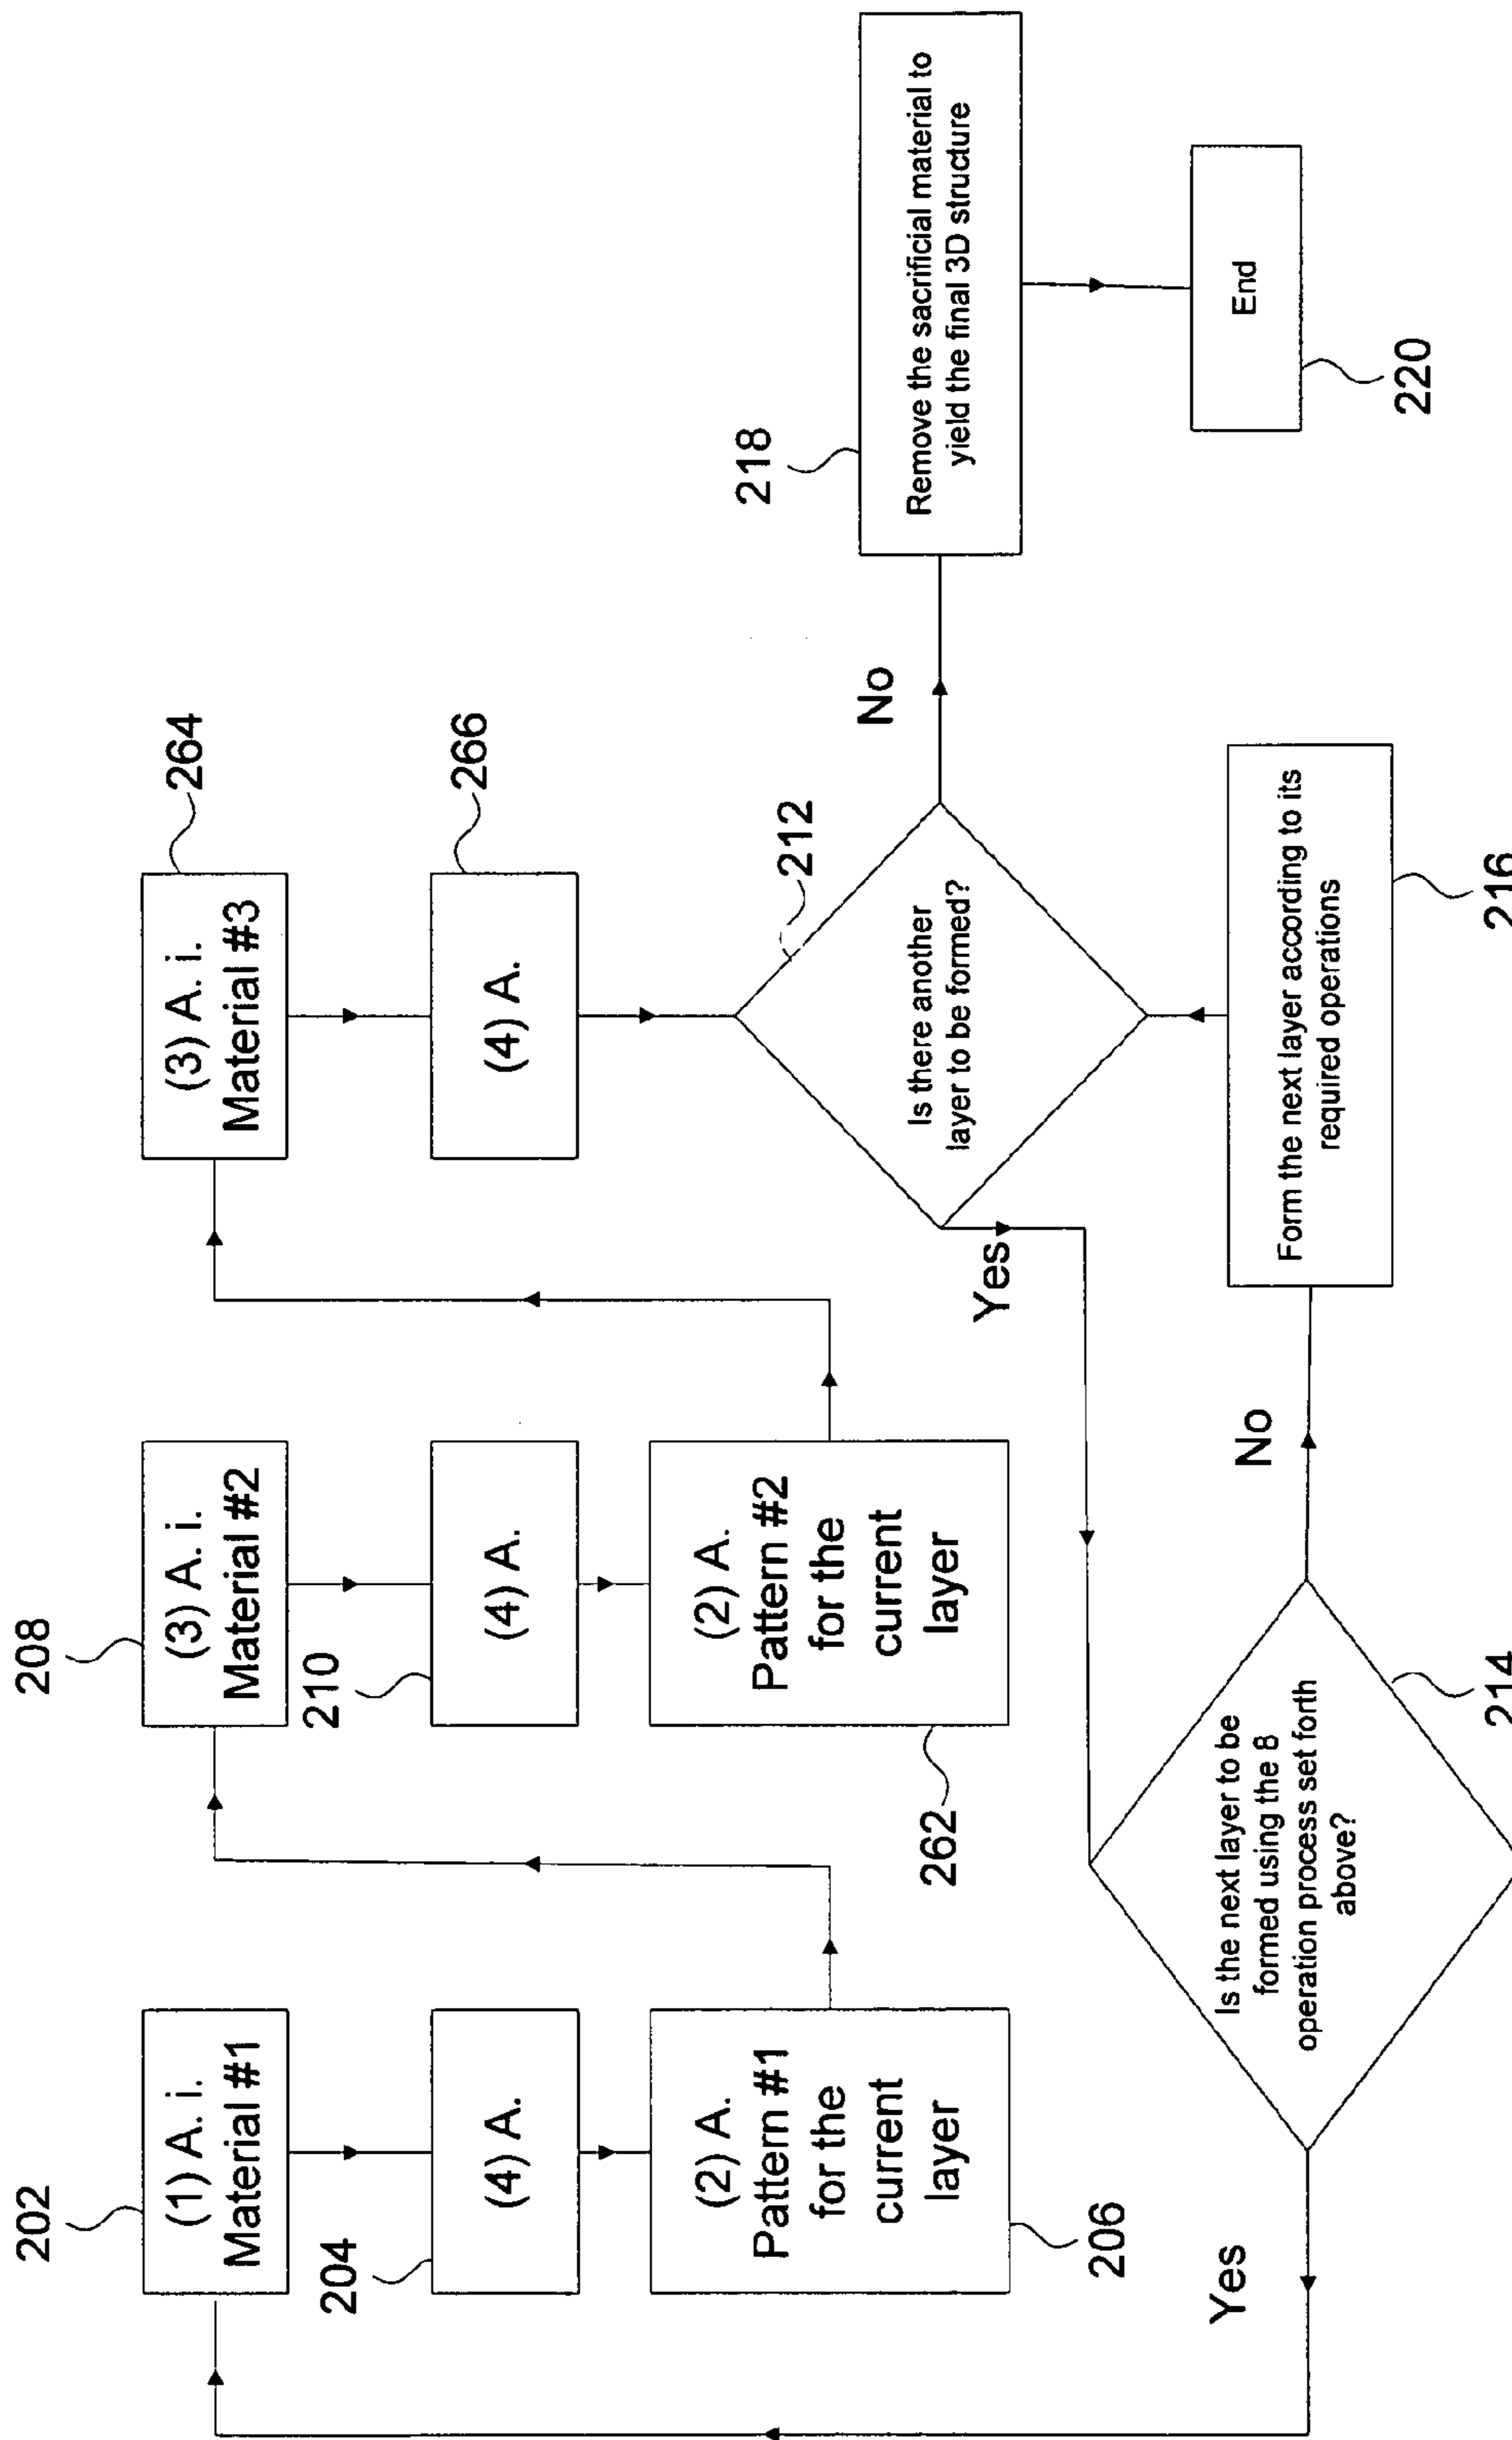 202
(1) A. i.
Material #1
204
(4) A.
(2) A.
Pattern #1
for the
current
layer
206
208
(3) A. i.
Material #2
210
(4) A.
(2) A.
Pattern #2
for the
current
layer
262
264
(3) A. i.
Material #3
266
(4) A.
212
Is there another
layer to be formed?
Yes
No
218
Remove the sacrificial material to
yield the final 3D structure
End
220
Is the next layer to be
formed using the 8
operation process set forth
above?
214
Yes
No
Form the next layer according to its
required operations
216